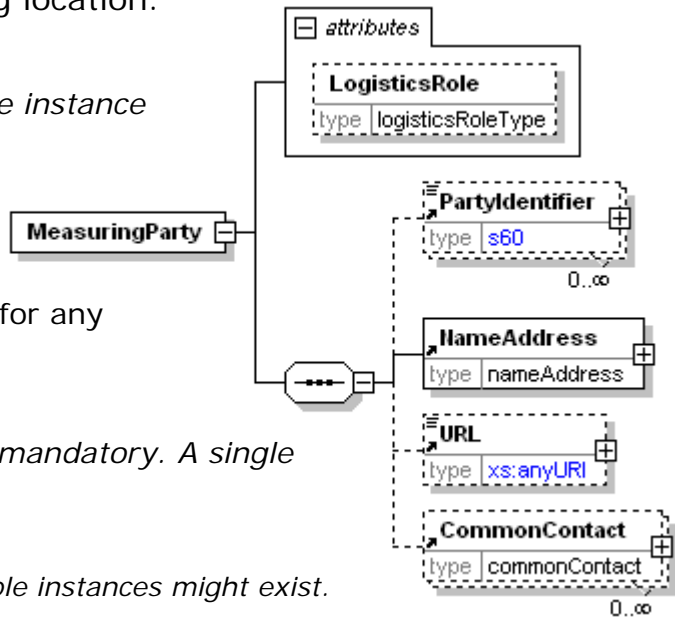 g location.
attributes
LogisticsRole
type logisticsRoleType
e instance
PartyIdentifier
type s60
0..∞
MeasuringParty
for any
NameAddress
type nameAddress
mandatory. A single
URL
type xs:anyURI
CommonContact
type commonContact
0..∞
ole instances might exist.